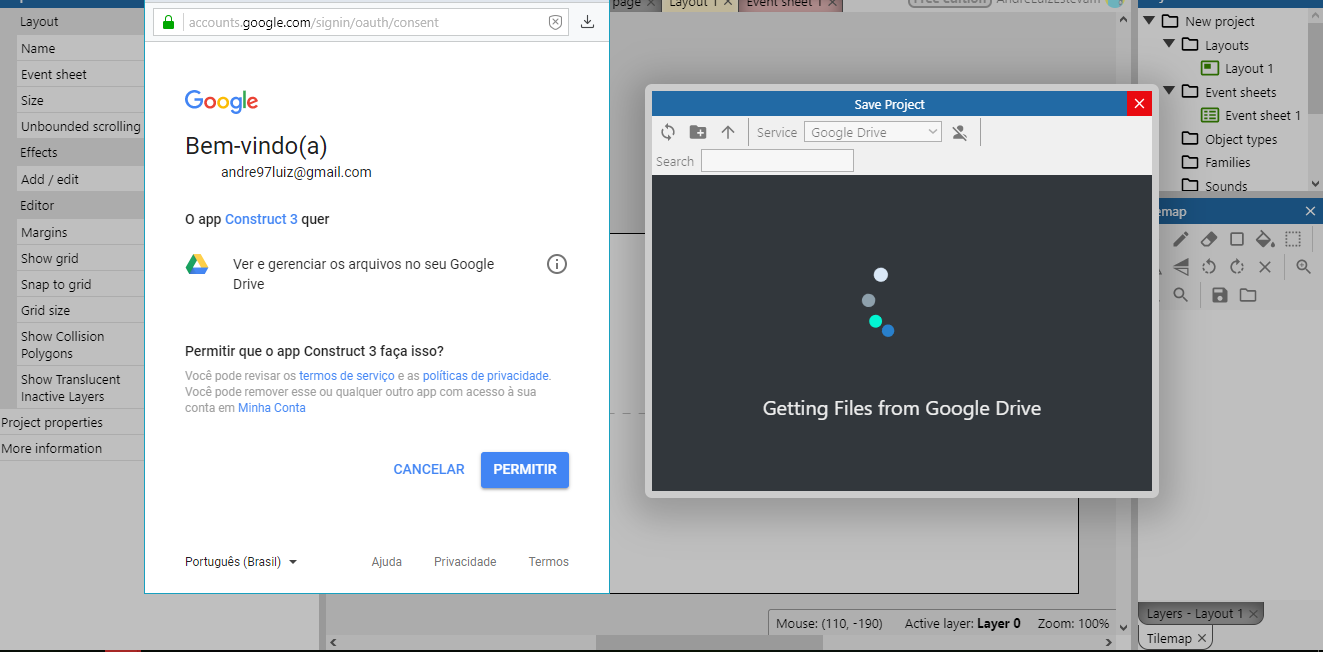 Layout
Name
Event sheet
Size
Unbounded scrolling
Effects
Add / edit
Editor
Margins
Show grid
Snap to grid
Grid size
Show Collision
Polygons
Show Translucent
Inactive Layers
Project properties
More information
accounts.google.com/signin/oauth/consent
Google
Bem-vindo(a)
andre97luiz@gmail.com
O app Construct 3 quer
Ver e gerenciar os arquivos no seu Google
Drive
Permitir que o app Construct 3 faça isso?
Você pode revisar os termos de serviço e as políticas de privacidade.
Você pode remover esse ou qualquer outro app com acesso à sua
conta em Minha Conta
CANCELAR PERMITIR
Português (Brasil) Ajuda Privacidade Termos
page Layout 1 Event sheet 1 Free edition AndreLuizEstevam
Save Project
Service Google Drive
Search
Getting Files from Google Drive
Mouse: (110, -190) Active layer: Layer 0 Zoom: 100%
New project
Layouts
Layout 1
Event sheets
Event sheet 1
Object types
Families
Sounds
emap
Layers - Layout 1
Tilemap